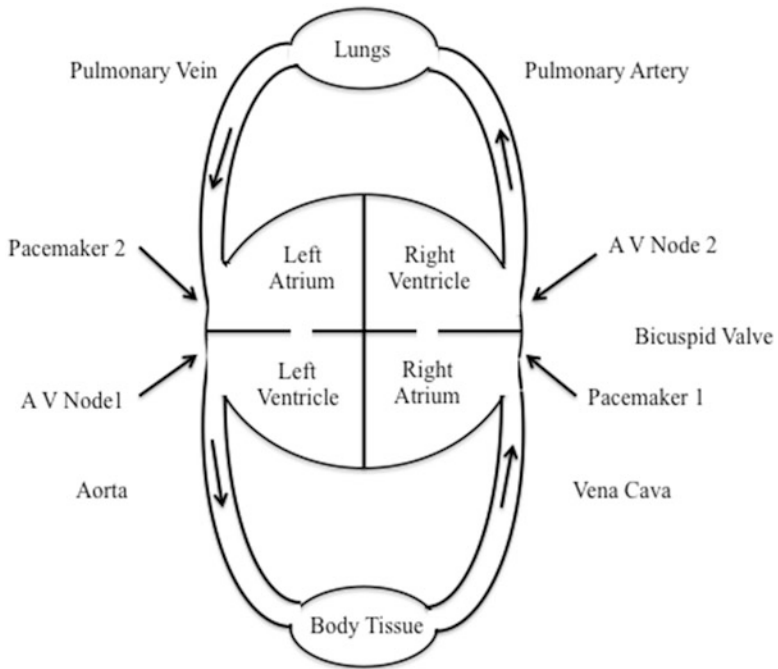 Lungs
Pulmonary Vein
Pulmonary Artery
Pacemaker 2
Left
Atrium
Right
Ventricle
A V Node 2
Bicuspid Valve
A V Node1
Left
Ventricle
Right
Atrium
Pacemaker 1
Aorta
Vena Cava
Body Tissue